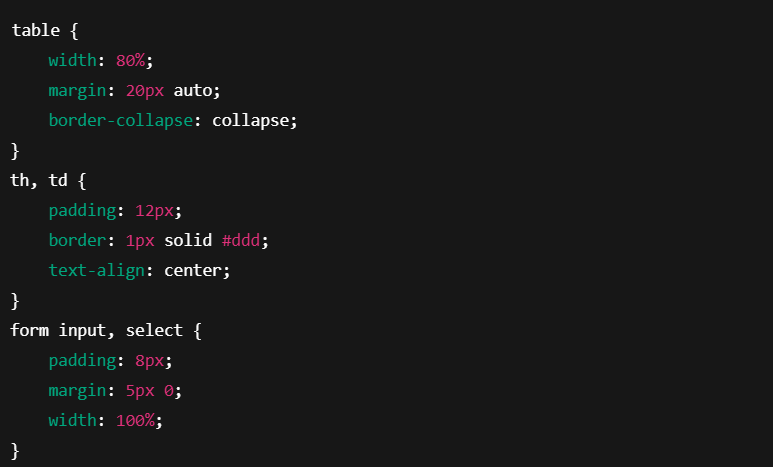 table {
    width: 80%;
    margin: 20px auto;
    border-collapse: collapse;
}
th, td {
    padding: 12px;
    border: 1px solid #ddd;
    text-align: center;
}
form input, select {
    padding: 8px;
    margin: 5px 0;
    width: 100%;
}